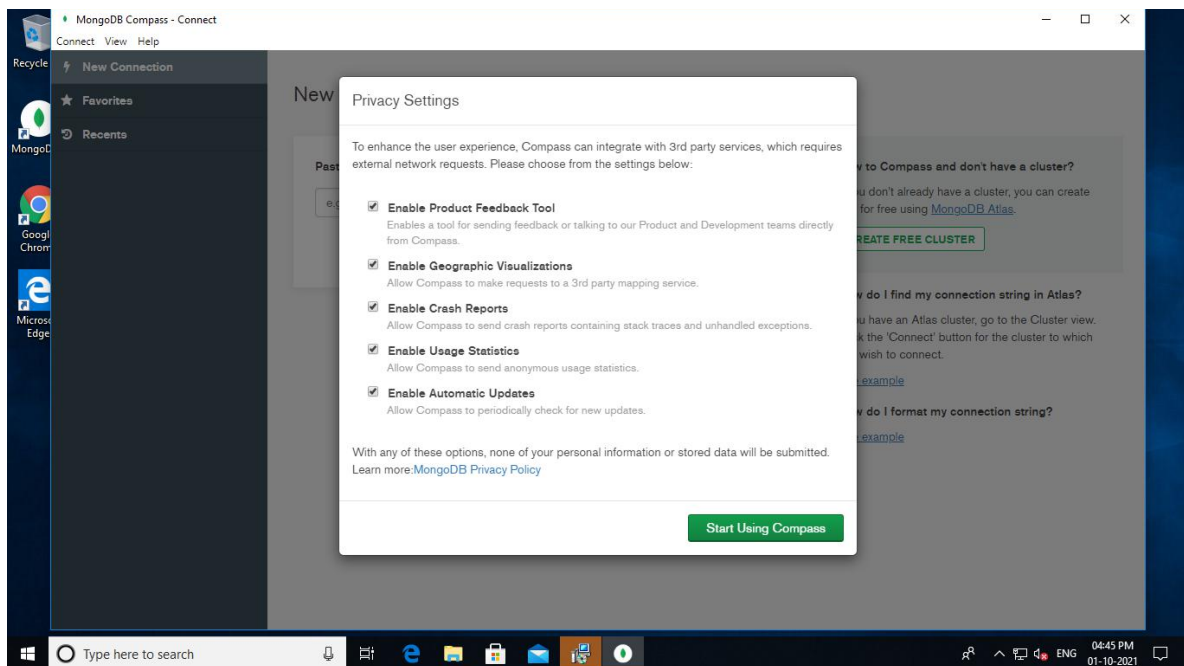 MongoDB Compass - Connect
Connect View Help
Recycle
New Connection
Favorites
Recents
New
Privacy Settings
To enhance the user experience, Compass can integrate with 3rd party services, which requires
external network requests. Please choose from the settings below:
Enable Product Feedback Tool
Enables a tool for sending feedback or talking to our Product and Development teams directly
from Compass.
Enable Geographic Visualizations
Allow Compass to make requests to a 3rd party mapping service.
Enable Crash Reports
Allow Compass to send crash reports containing stack traces and unhandled exceptions.
Enable Usage Statistics
Allow Compass to send anonymous usage statistics.
Enable Automatic Updates
Allow Compass to periodically check for new updates.
With any of these options, none of your personal information or stored data will be submitted.
Learn more:MongoDB Privacy Policy
Start Using Compass
Past
e.g
to Compass and don't have a cluster?
don't already have a cluster, you can create
for free using MongoDB Atlas.
REATE FREE CLUSTER
do I find my connection string in Atlas?
have an Atlas cluster, go to the Cluster view.
the 'Connect' button for the cluster to which
wish to connect.
example
do I format my connection string?
example
MongoD
Googl
Chrom
Micros
Edge
Type here to search
ENG
04:45 PM
01-10-2021